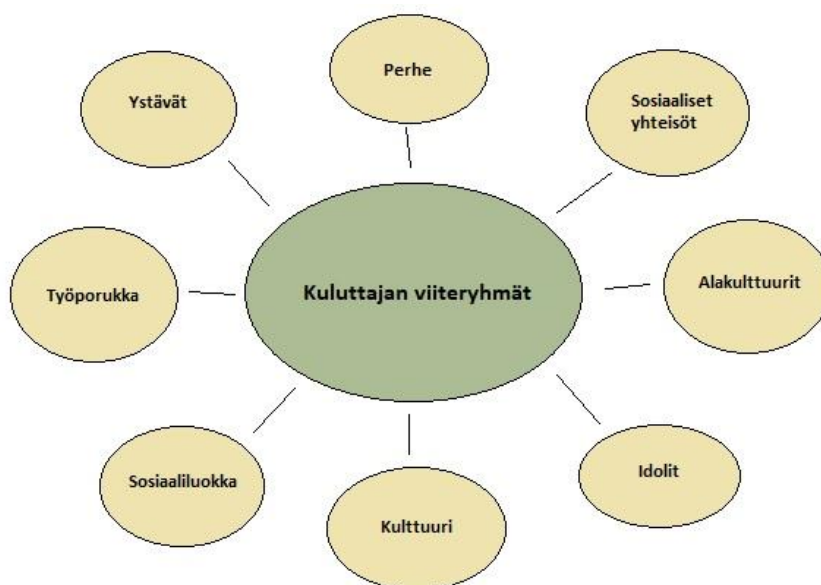 Perhe
Ystävät
Sosiaaliset
yhteisöt
Työporukka
Kuluttajan viiteryhmät
Alakulttuurit
Sosiaaliluokka
Kulttuuri
Idolit